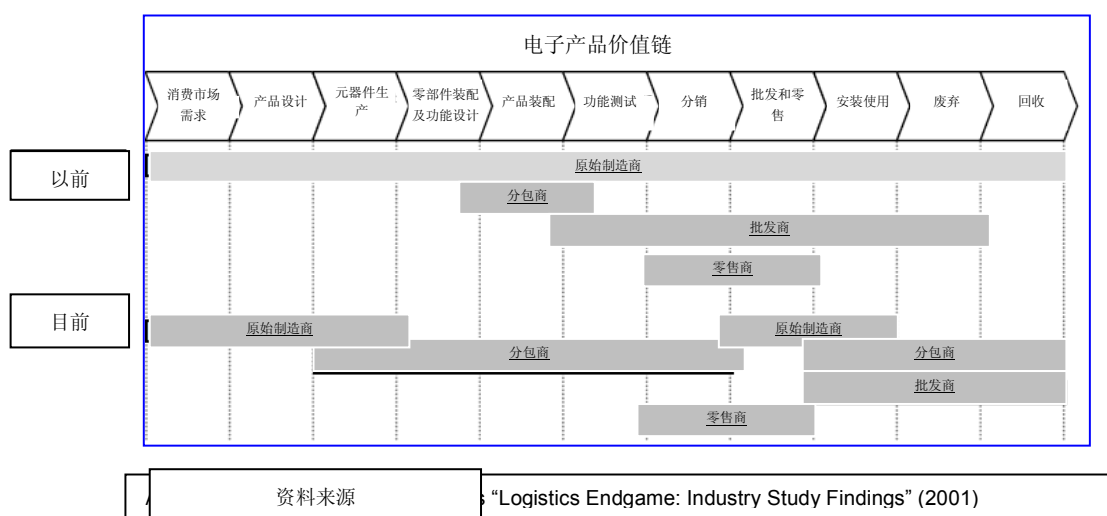 电子产品价值链
消费市场
需求
产品设计
元器件生
产
零部件装配
及功能设计
产品装配
功能测试
分销
批发和零
售
安装使用
废弃
回收
以前
原始制造商
分包商
批发商
零售商
目前
原始制造商
原始制造商
分包商
分包商
批发商
零售商
资料来源
“Logistics Endgame: Industry Study Findings” (2001)